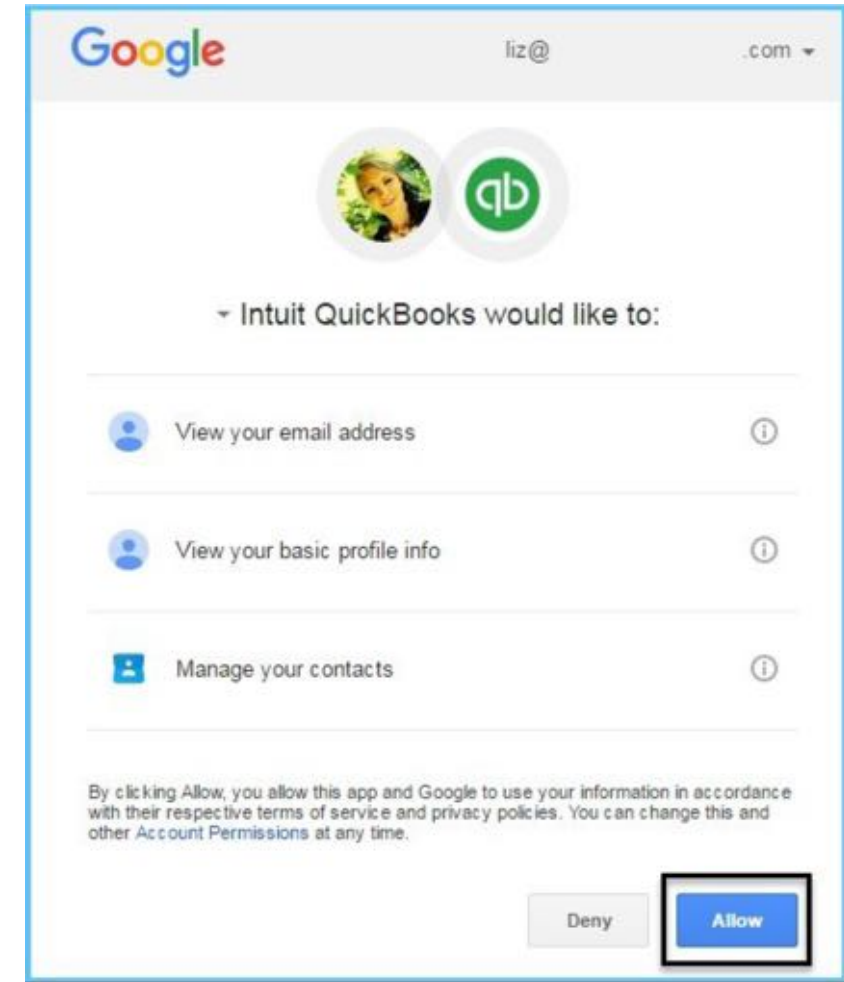 Google liz@ .com
qb
Intuit QuickBooks would like to:
View your email address
View your basic profile info
Manage your contacts
By clicking Allow, you allow this app and Google to use your information in accordance
with their respective terms of service and privacy policies. You can change this and
other Account Permissions at any time.
Deny Allow